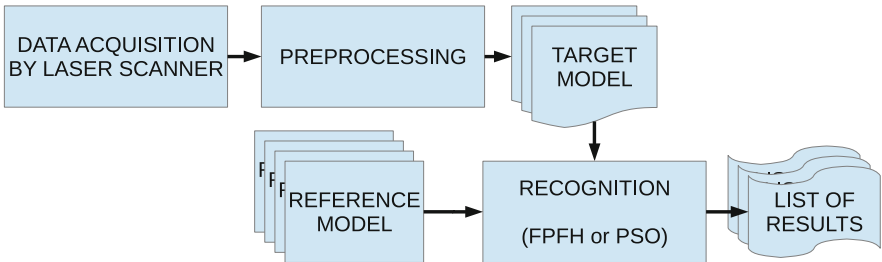 DATA ACQUISITION
BY LASER SCANNER
PREPROCESSING
TARGET
MODEL
REFERENCE
MODEL
RECOGNITION
(FPFH or PSO)
LIST OF
RESULTS